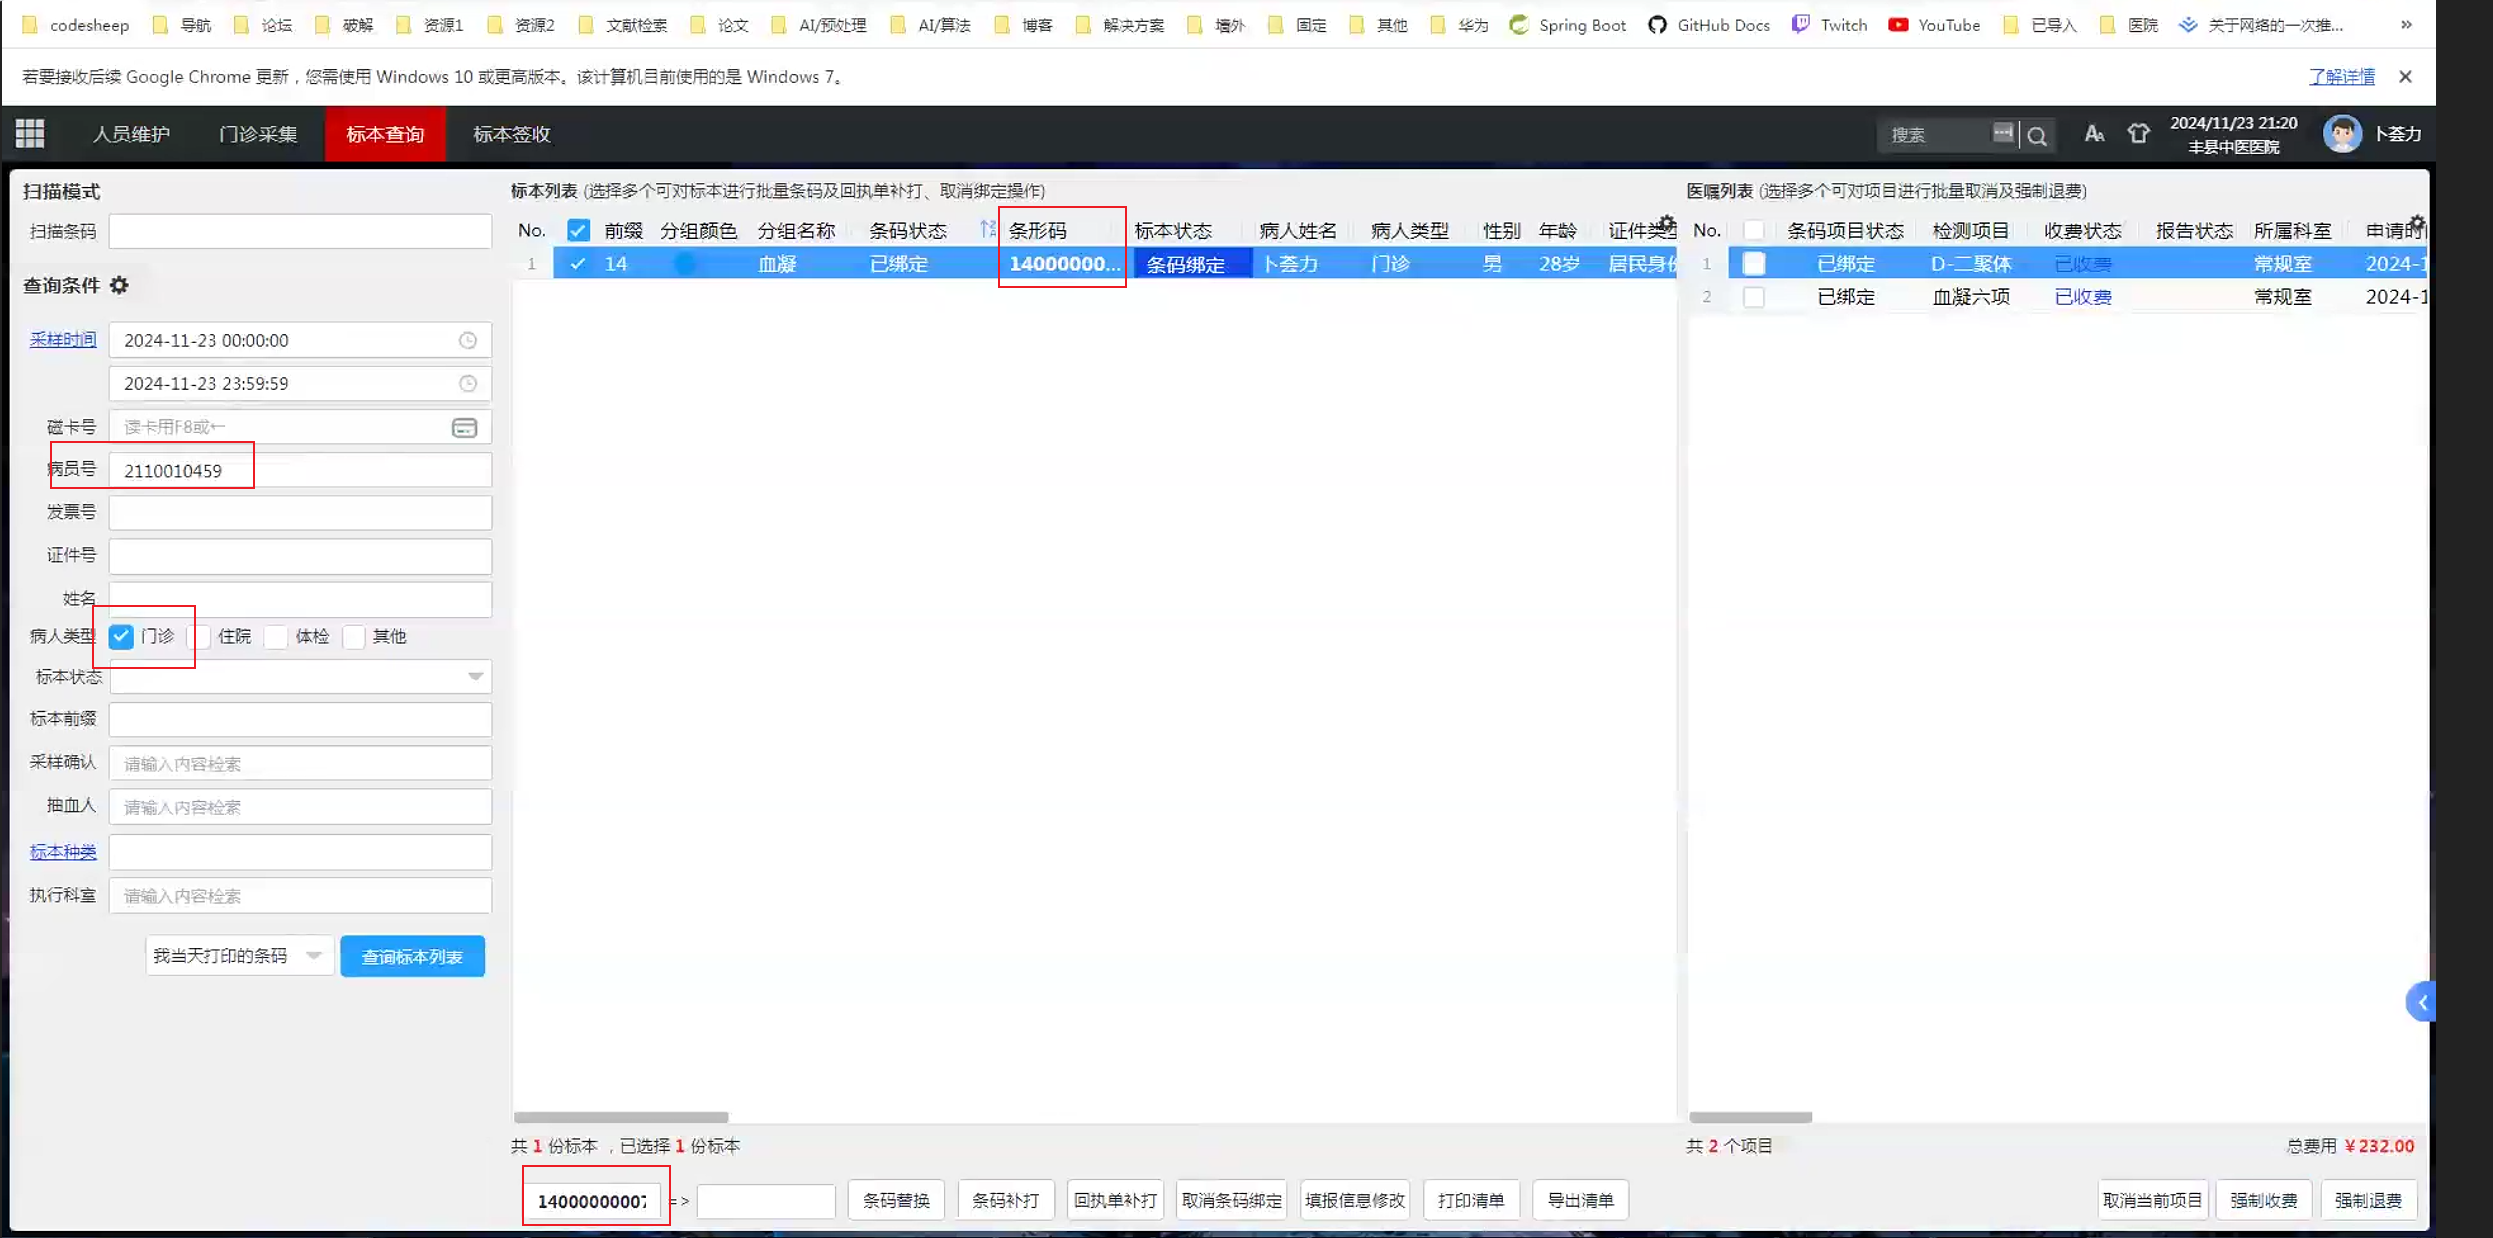 codesheep 导航 论坛 破解 资源1 资源2 文献检索 论文 AI/预处理 AI/算法 博客 解决方案 墙外 固定 其他 华为 Spring Boot GitHub Docs Twitch YouTube 已导入 医院 关于网络的一次推... »
若要接收后续 Google Chrome 更新，您需使用 Windows 10 或更高版本。该计算机目前使用的是 Windows 7。 了解详情
人员维护 门诊采集 标本查询 标本签收 搜索 2024/11/23 21:20 卜荟力
丰县中医医院
扫描模式
扫描条码
查询条件
采样时间 2024-11-23 00:00:00
2024-11-23 23:59:59
磁卡号 读卡用F8或←
病员号 2110010459
发票号
证件号
姓名
病人类型 门诊 住院 体检 其他
标本状态
标本前缀
采样确认 请输入内容检索
抽血人 请输入内容检索
标本种类
执行科室 请输入内容检索
我当天打印的条码 查询标本列表
标本列表 (选择多个可对标本进行批量条码及回执单补打、取消绑定操作)
No. 前缀 分组颜色 分组名称 条码状态 条形码 标本状态 病人姓名 病人类型 性别 年龄 证件类型
1 14 血凝 已绑定 14000000... 条码绑定 卜荟力 门诊 男 28岁 居民身份
共 1 份标本 ，已选择 1 份标本
14000000007 => 条码替换 条码补打 回执单补打 取消条码绑定 填报信息修改 打印清单 导出清单
医嘱列表 (选择多个可对项目进行批量取消及强制退费)
No. 条码项目状态 检测项目 收费状态 报告状态 所属科室 申请时
1 已绑定 D-二聚体 已收费 常规室 2024-1
2 已绑定 血凝六项 已收费 常规室 2024-1
共 2 个项目 总费用 ￥232.00
取消当前项目 强制收费 强制退费